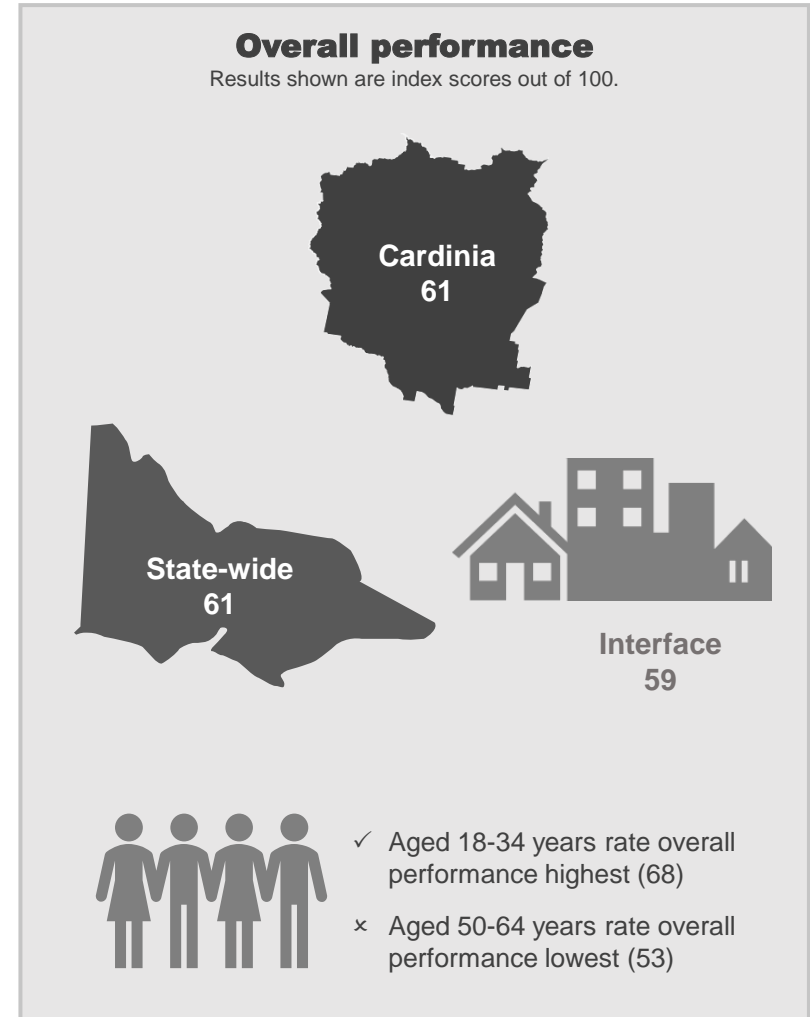 Overall performance
Results shown are index scores out of 100.
Cardinia
61
State-wide
61
Interface
59
✓ Aged 18-34 years rate overall
performance highest (68)
× Aged 50-64 years rate overall
performance lowest (53)